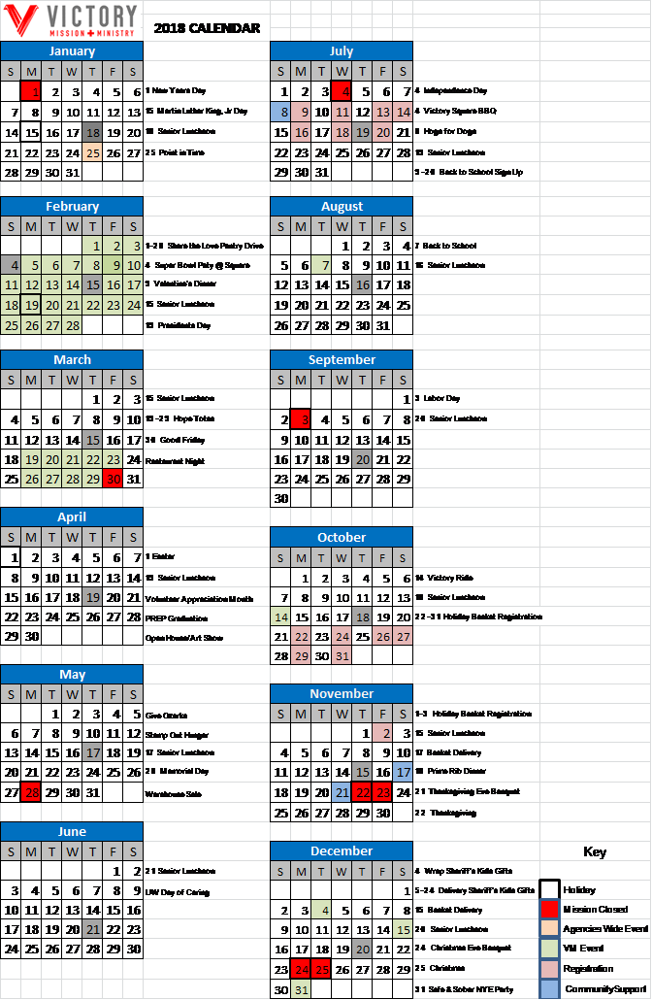 VICTORY
MISSION + MINISTRY
2018 CALENDAR
January
S M T W T F S
1 2 3 4 5 6
7 8 9 10 11 12 13
14 15 16 17 18 19 20
21 22 23 24 25 26 27
28 29 30 31
1 New Years Day
15 Martin Luther King, Jr Day
18 Senior Luncheon
25 Point in Time
February
S M T W T F S
1 2 3
4 5 6 7 8 9 10
11 12 13 14 15 16 17
18 19 20 21 22 23 24
25 26 27 28
1-28 Share the Love Pantry Drive
4 Super Bowl Paty @ Square
9 Valentine's Dinner
15 Senior Luncheon
19 Presidents Day
March
S M T W T F S
1 2 3
4 5 6 7 8 9 10
11 12 13 14 15 16 17
18 19 20 21 22 23 24
25 26 27 28 29 30 31
15 Senior Luncheon
19 -29 Hope Totes
30 Good Friday
Restaurant Night
April
S M T W T F S
1 2 3 4 5 6 7
8 9 10 11 12 13 14
15 16 17 18 19 20 21
22 23 24 25 26 27 28
29 30
1 Easter
19 Senior Luncheon
Volunteer Appreciation Month
PREP Graduation
Open House/Art Show
May
S M T W T F S
1 2 3 4 5
6 7 8 9 10 11 12
13 14 15 16 17 18 19
20 21 22 23 24 25 26
27 28 29 30 31
Give Ozarks
Stamp Out Hunger
17 Senior Luncheon
28 Memorial Day
Warehouse Sale
June
S M T W T F S
1 2
3 4 5 6 7 8 9
10 11 12 13 14 15 16
17 18 19 20 21 22 23
24 25 26 27 28 29 30
21 Senior Luncheon
UW Day of Caring
July
S M T W T F S
1 2 3 4 5 6 7
8 9 10 11 12 13 14
15 16 17 18 19 20 21
22 23 24 25 26 27 28
29 30 31
4 Independence Day
4 Victory Square BBQ
8 Hogs for Dogs
19 Senior Luncheon
9 -20 Back to School Sign Up
August
S M T W T F S
1 2 3 4
5 6 7 8 9 10 11
12 13 14 15 16 17 18
19 20 21 22 23 24 25
26 27 28 29 30 31
7 Back to School
16 Senior Luncheon
September
S M T W T F S
1
2 3 4 5 6 7 8
9 10 11 12 13 14 15
16 17 18 19 20 21 22
23 24 25 26 27 28 29
30
3 Labor Day
20 Senior Luncheon
October
S M T W T F S
1 2 3 4 5 6
7 8 9 10 11 12 13
14 15 16 17 18 19 20
21 22 23 24 25 26 27
28 29 30 31
14 Victory Ride
18 Senior Luncheon
22 -31 Holiday Basket Registration
November
S M T W T F S
1 2 3
4 5 6 7 8 9 10
11 12 13 14 15 16 17
18 19 20 21 22 23 24
25 26 27 28 29 30
1-3 Holiday Basket Registration
15 Senior Luncheon
17 Basket Delivery
18 Prime Rib Dinner
21 Thanksgiving Eve Banquet
22 Thanksgiving
December
S M T W T F S
1
2 3 4 5 6 7 8
9 10 11 12 13 14 15
16 17 18 19 20 21 22
23 24 25 26 27 28 29
30 31
4 Wrap Sheriff's Kids Gifts
5-24 Delivery Sheriff's Kids Gifts
15 Basket Delivery
20 Senior Luncheon
24 Christmas Eve Banquet
25 Christmas
31 Safe & Sober NYE Party
Key
Holiday
Mission Closed
Agencies Wide Event
VM Event
Registration
Community Support